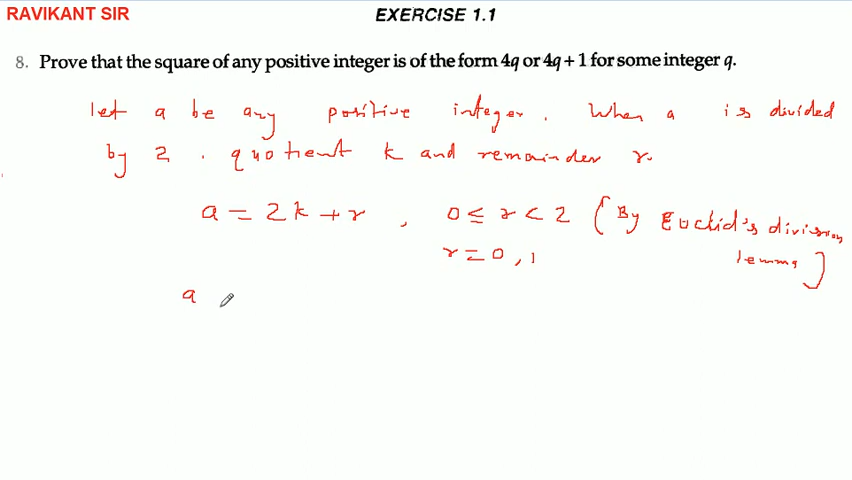 RAVIKANT SIR
EXERCISE 1.1
8. Prove that the square of any positive integer is of the form 4q or 4q + 1 for some integer q.
let a be any positive integer. When a is divided
by 2. quotient k and remainder r.
a = 2k + r, 0 ≤ r < 2 (By Euclid's division
lemma)
r = 0, 1
a